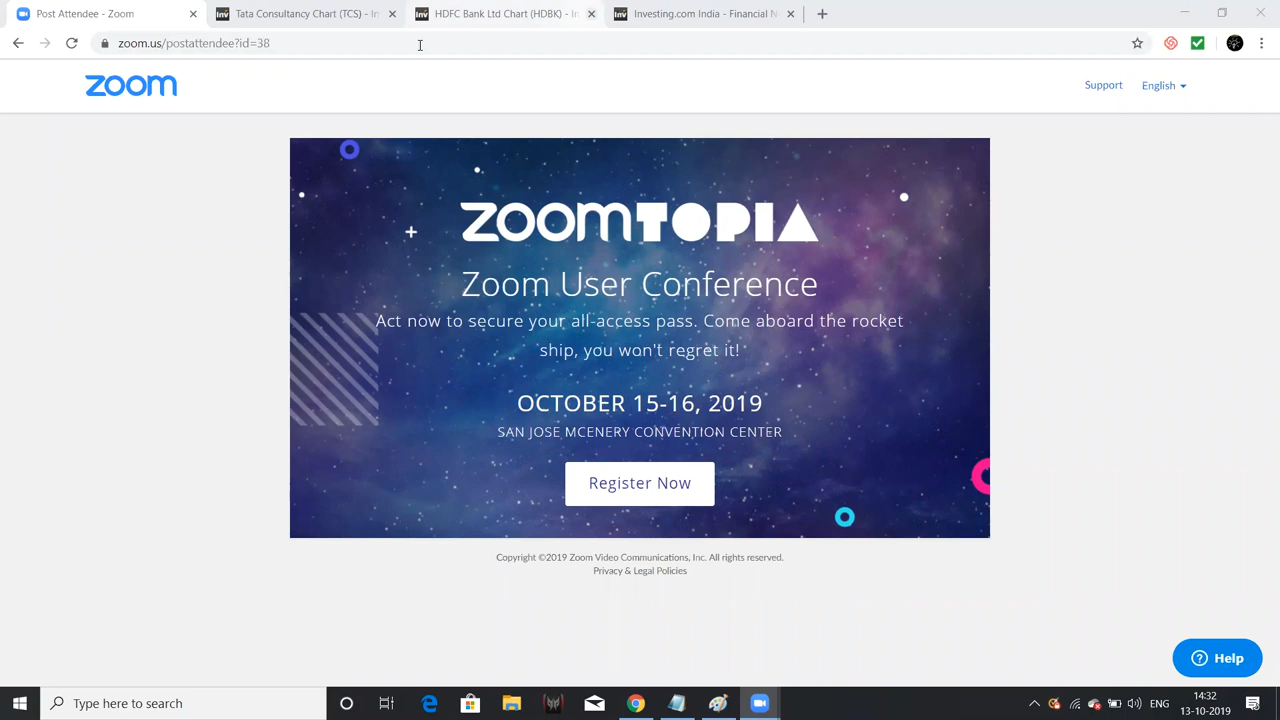 Post Attendee - Zoom
Tata Consultancy Chart (TCS) - In
HDFC Bank Ltd Chart (HDBK) - In
Investing.com India - Financial N
zoom.us/postattendee?id=38
zoom
Support
English
ZOOMTOPIA
Zoom User Conference
Act now to secure your all-access pass. Come aboard the rocket
ship, you won't regret it!
OCTOBER 15-16, 2019
SAN JOSE MCENERY CONVENTION CENTER
Register Now
Copyright ©2019 Zoom Video Communications, Inc. All rights reserved.
Privacy & Legal Policies
Help
Type here to search
ENG
14:32
13-10-2019